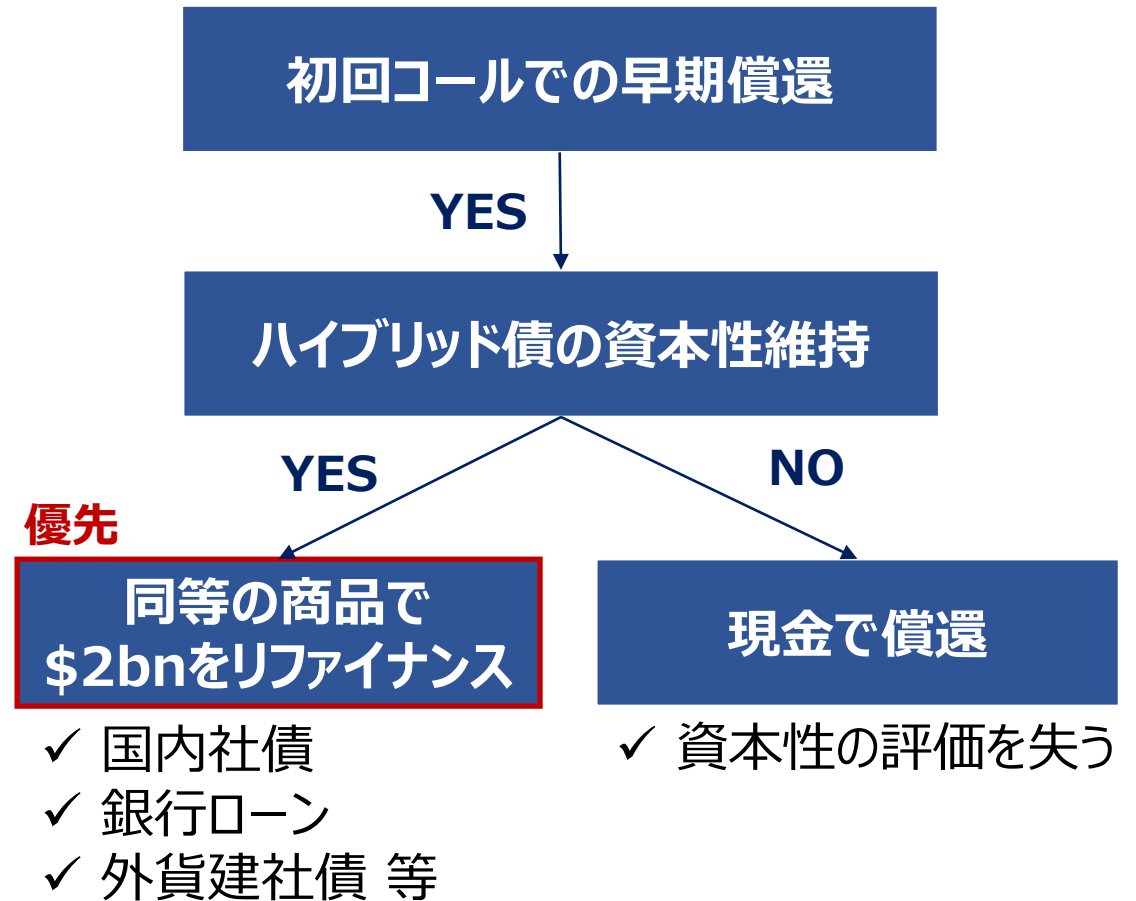 初回コールでの早期償還
YES
ハイブリッド債の資本性維持
YES
NO
優先
同等の商品で
$2bnをリファイナンス
現金で償還
✓ 国内社債
✓ 銀行ローン
✓ 外貨建社債 等
✓ 資本性の評価を失う